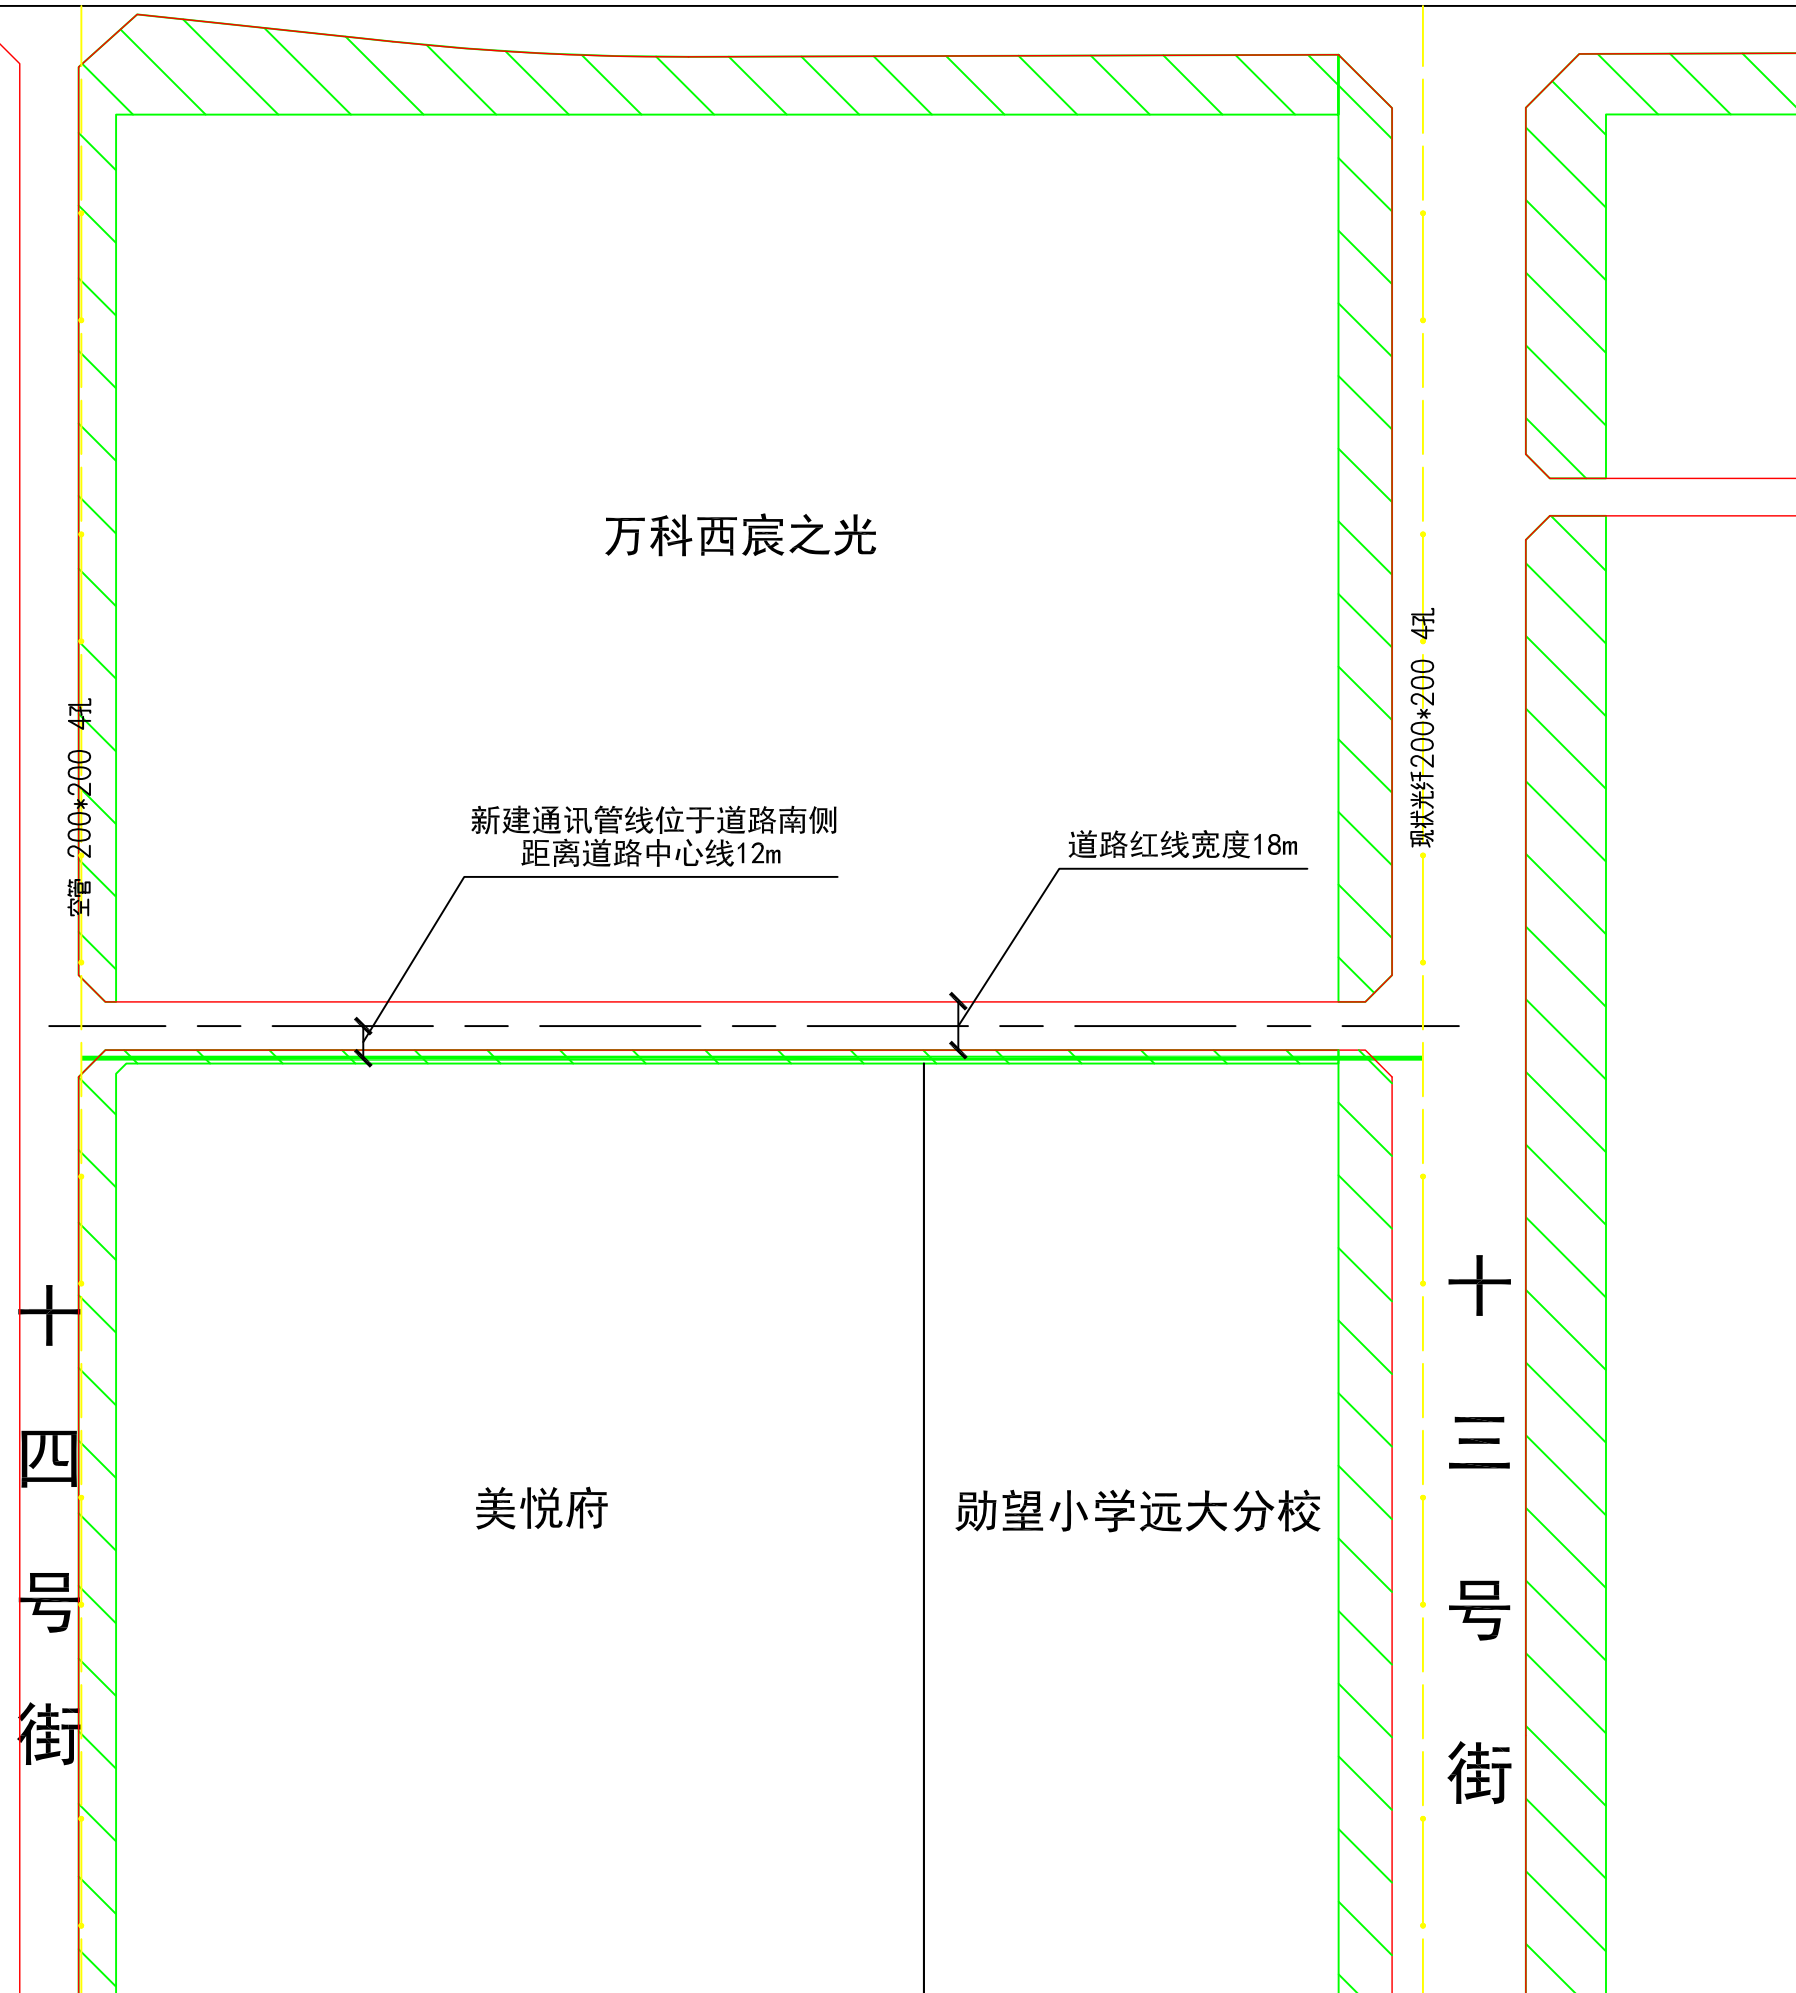 万科西宸之光
现状光纤200*200 4孔
空管 200*200 4孔
新建通讯管线位于道路南侧
距离道路中心线12m
道路红线宽度18m
十四号街
十三号街
美悦府
勋望小学远大分校